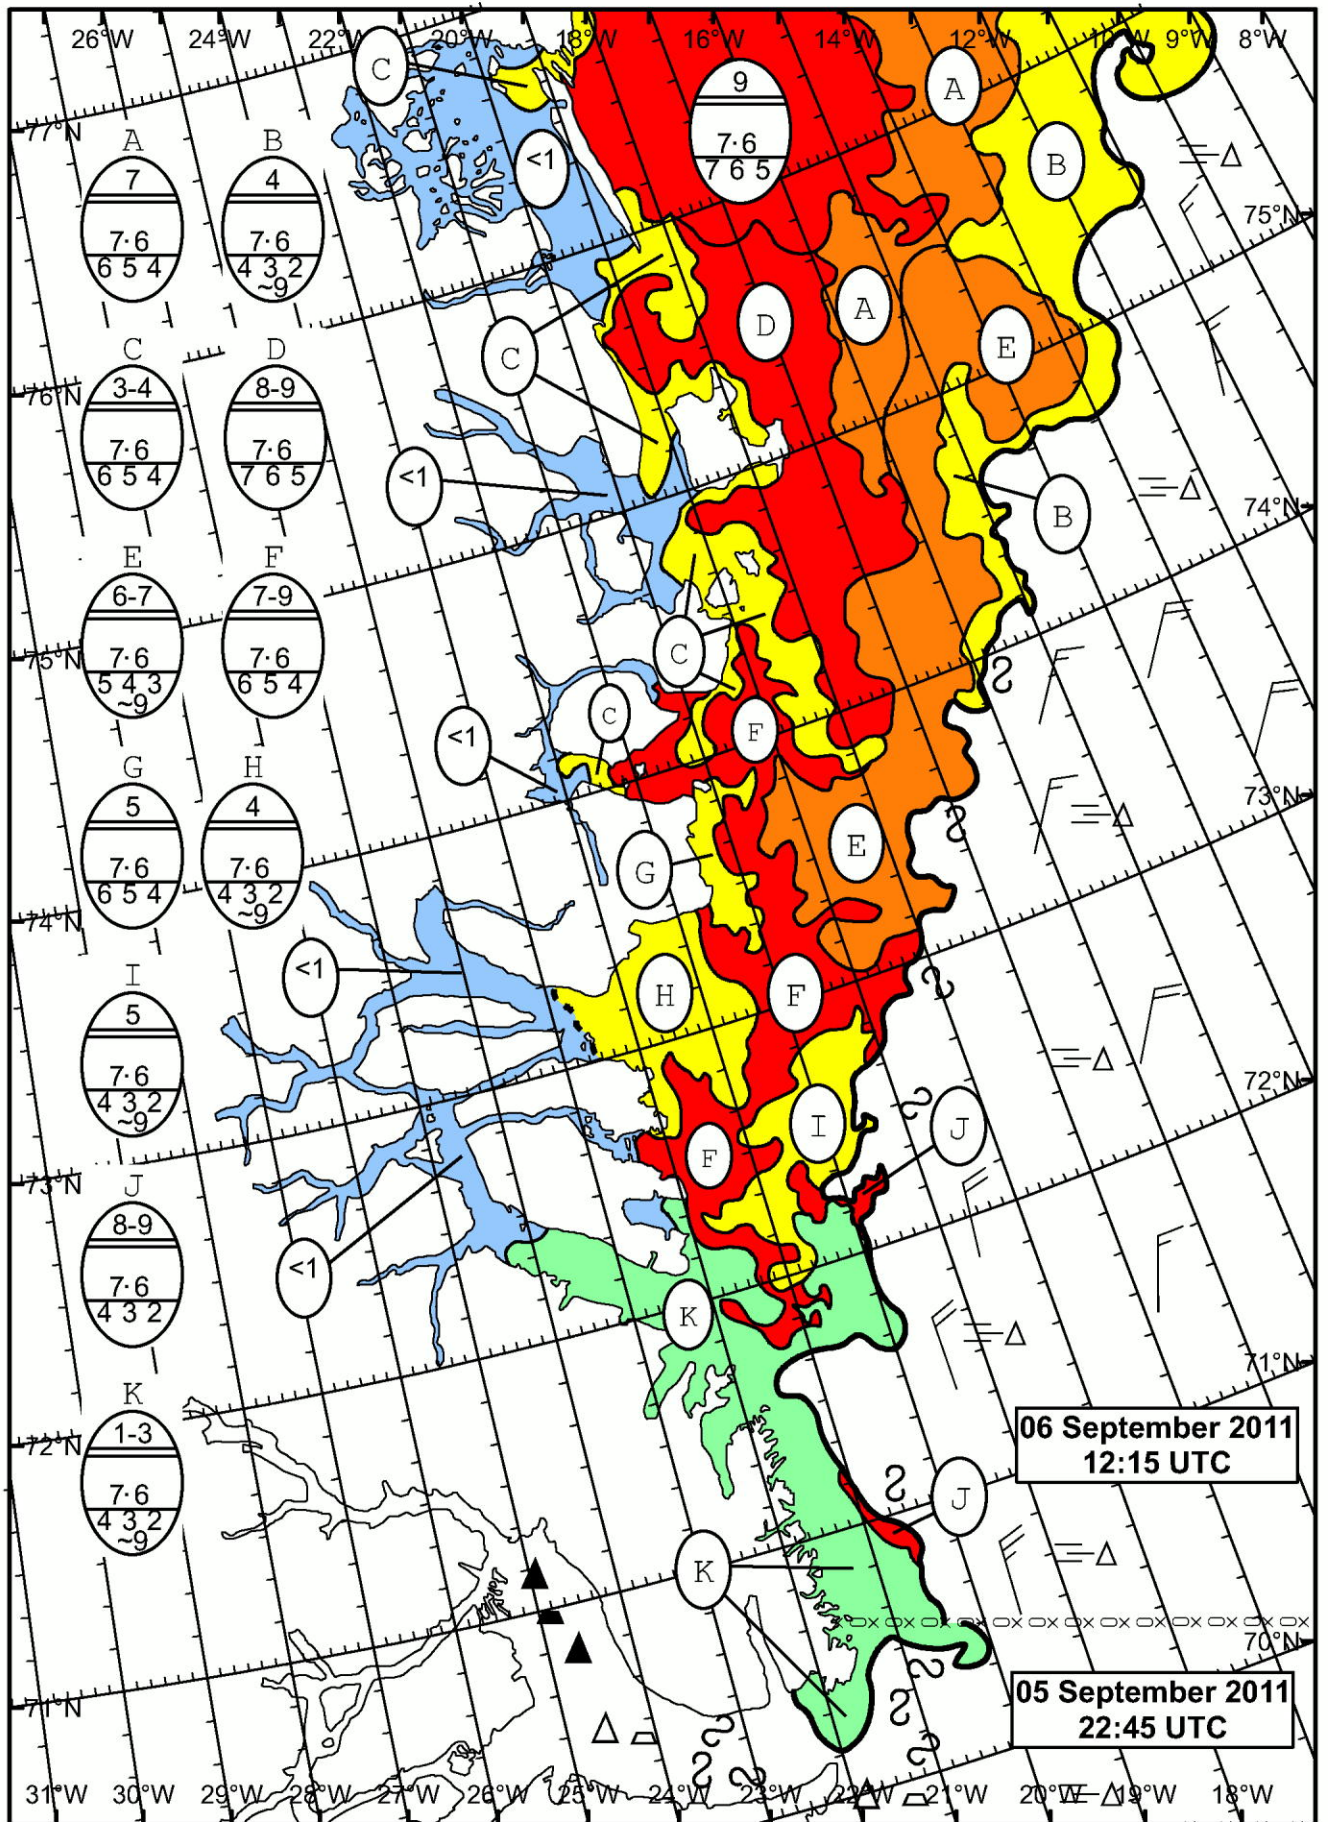 26°W 24°W 22°W 20°W 18°W 16°W 14°W 12°W 10°W 9°W 8°W
C
9
7·6
7 6 5
A
77°N
<1
B
A B
7 4
7·6 7·6
6 5 4 4 3 2
~9
75°N
D
A
E
C
C D
3-4 8-9
7·6 7·6
6 5 4 7 6 5
76°N
<1
B
74°N
E F
6-7 7-9
7·6 7·6
5 4 3 6 5 4
~9
75°N
C
C
F
<1
G H
5 4
7·6 7·6
6 5 4 4 3 2
~9
73°N
E
G
74°N
<1
H
F
I
5
7·6
4 3 2
~9
72°N
I
J
F
73°N
J
8-9
7·6
4 3 2
<1
K
71°N
K
1-3
7·6
4 3 2
~9
72°N
06 September 2011
12:15 UTC
J
K
70°N
05 September 2011
22:45 UTC
71°N
31°W 30°W 29°W 28°W 27°W 26°W 25°W 24°W 23°W 22°W 21°W 20°W 19°W 18°W